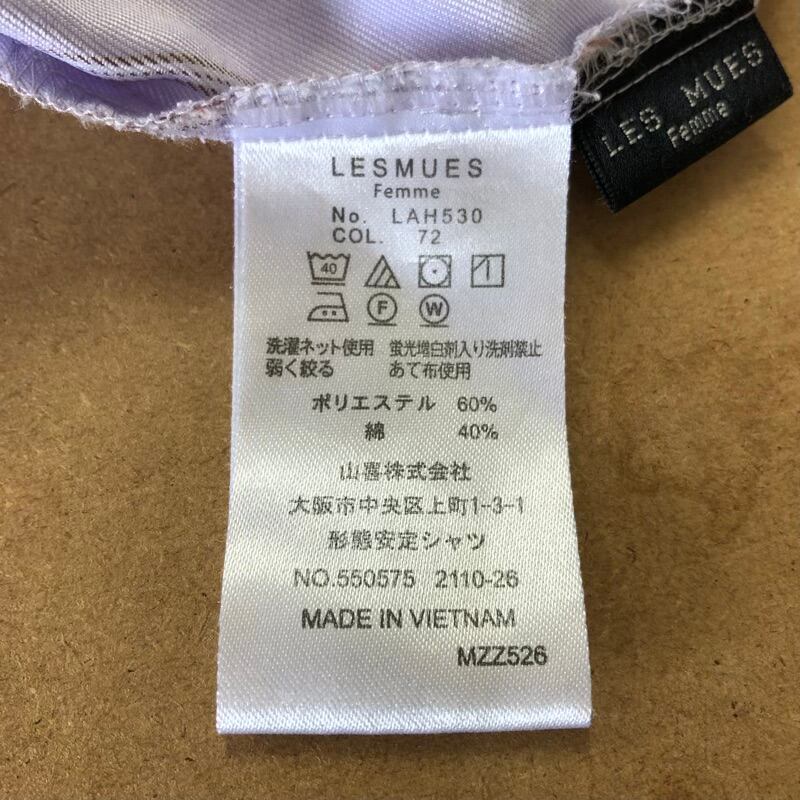 LES MUES
Femme
LESMUES
Femme
No. LAH530
COL. 72
40
F W
洗濯ネット使用 蛍光増白剤入り洗剤禁止
弱く絞る あて布使用
ポリエステル 60%
綿 40%
山喜株式会社
大阪市中央区上町1-3-1
形態安定シャツ
NO.550575 2110-26
MADE IN VIETNAM
MZZ526